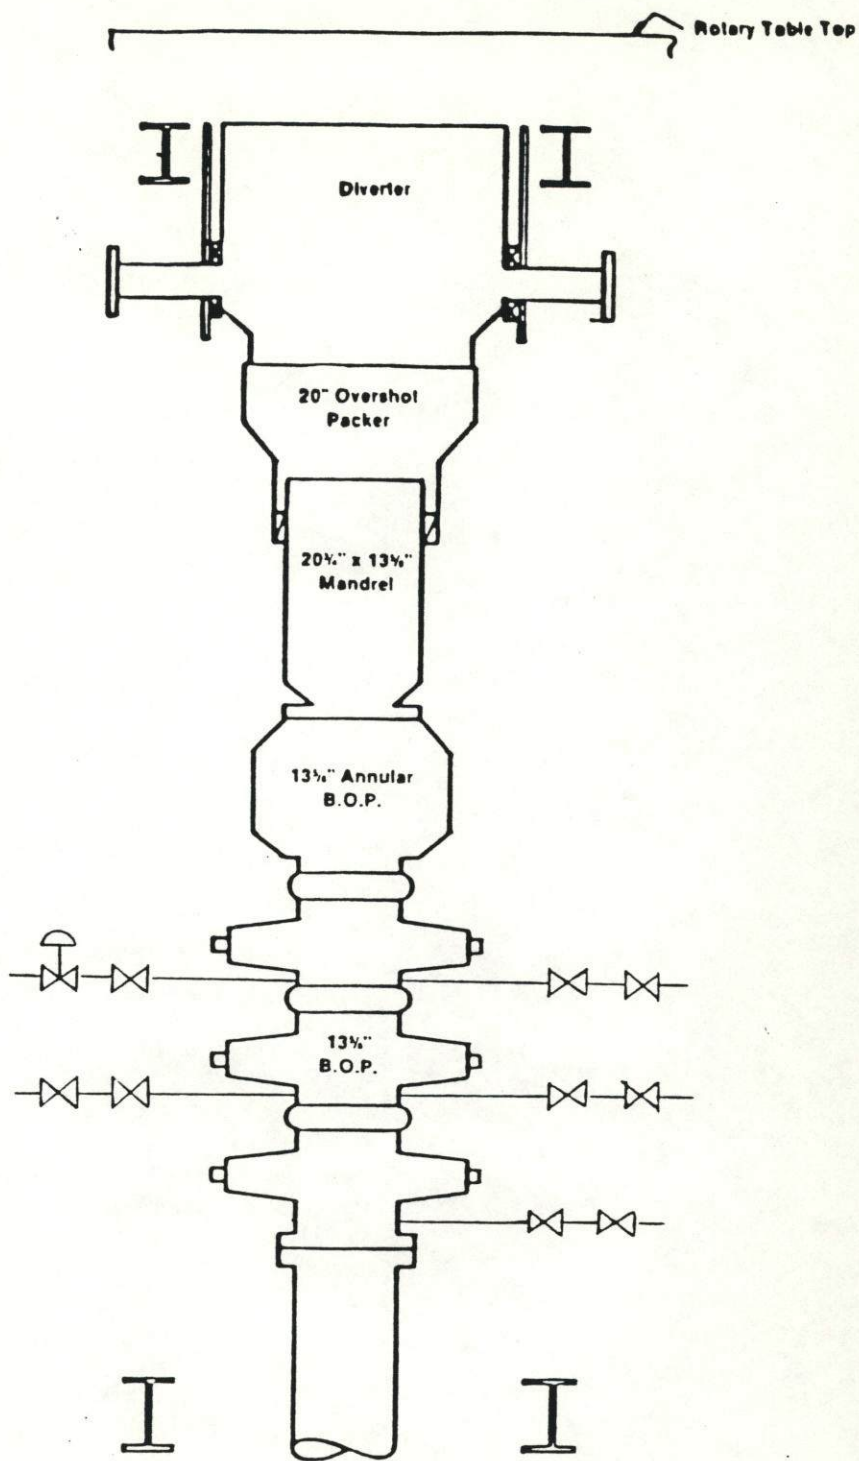 Rotary Table Top
Diverter
20" Overshot
Packer
20¾" x 13⅝"
Mandrel
13⅝" Annular
B.O.P.
13⅝"
B.O.P.